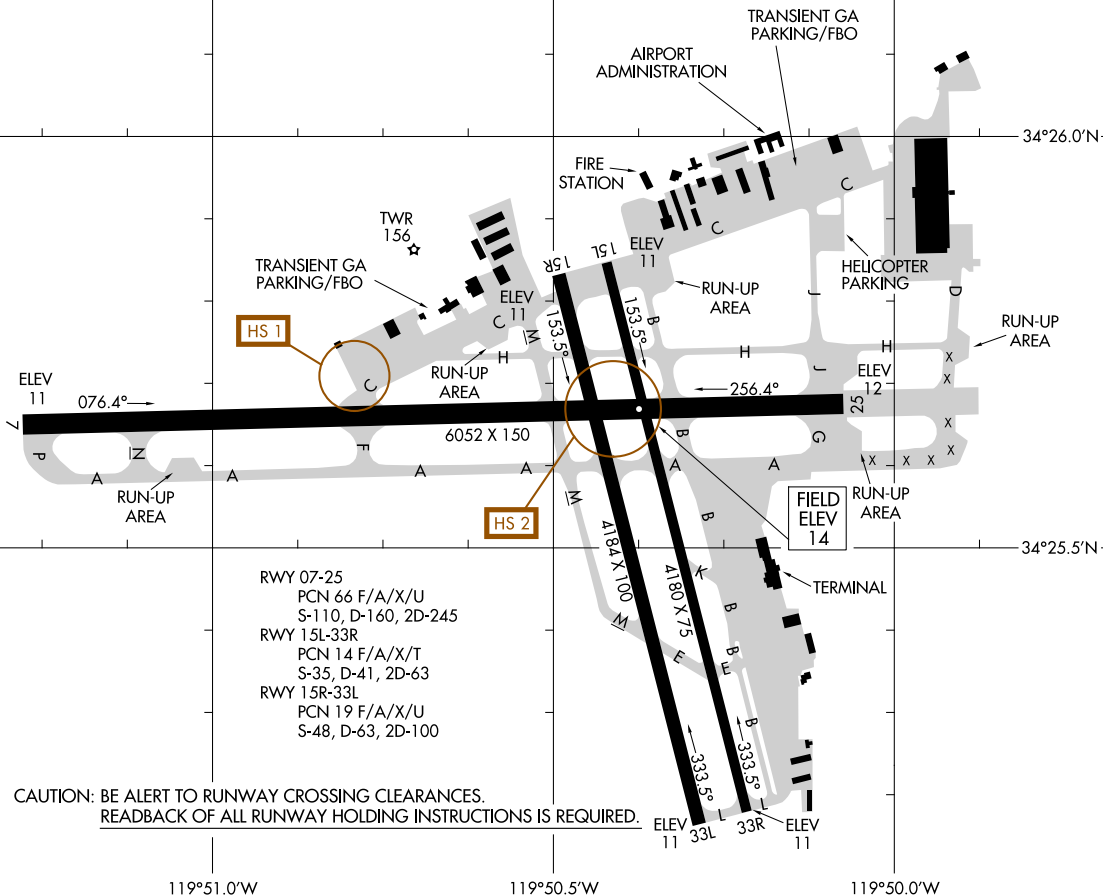 TRANSIENT GA
PARKING/FBO
AIRPORT
ADMINISTRATION
34°26.0'N
FIRE
STATION
C
TWR
156
C
ELEV
11
15L
15R
HELICOPTER
PARKING
TRANSIENT GA
PARKING/FBO
RUN-UP
AREA
J
D
ELEV
11
C
M
153.5°
153.5°
B
HS 1
RUN-UP
AREA
H
H
H
RUN-UP
AREA
J
X
X
ELEV
12
ELEV
11
C
076.4°
256.4°
25
7
6052 X 150
P
N
F
B
G
X
X
A
A
A
A
A
A
X
X
X
RUN-UP
AREA
RUN-UP
AREA
M
HS 2
B
FIELD
ELEV
14
4184 X 100
4180 X 75
34°25.5'N
K
TERMINAL
RWY 07-25
PCN 66 F/A/X/U
S-110, D-160, 2D-245
RWY 15L-33R
PCN 14 F/A/X/T
S-35, D-41, 2D-63
RWY 15R-33L
PCN 19 F/A/X/U
S-48, D-63, 2D-100
B
M
E
B
E
B
333.5°
333.5°
CAUTION: BE ALERT TO RUNWAY CROSSING CLEARANCES.
READBACK OF ALL RUNWAY HOLDING INSTRUCTIONS IS REQUIRED.
L
L
ELEV
11
33L
33R
ELEV
11
119°51.0'W
119°50.5'W
119°50.0'W